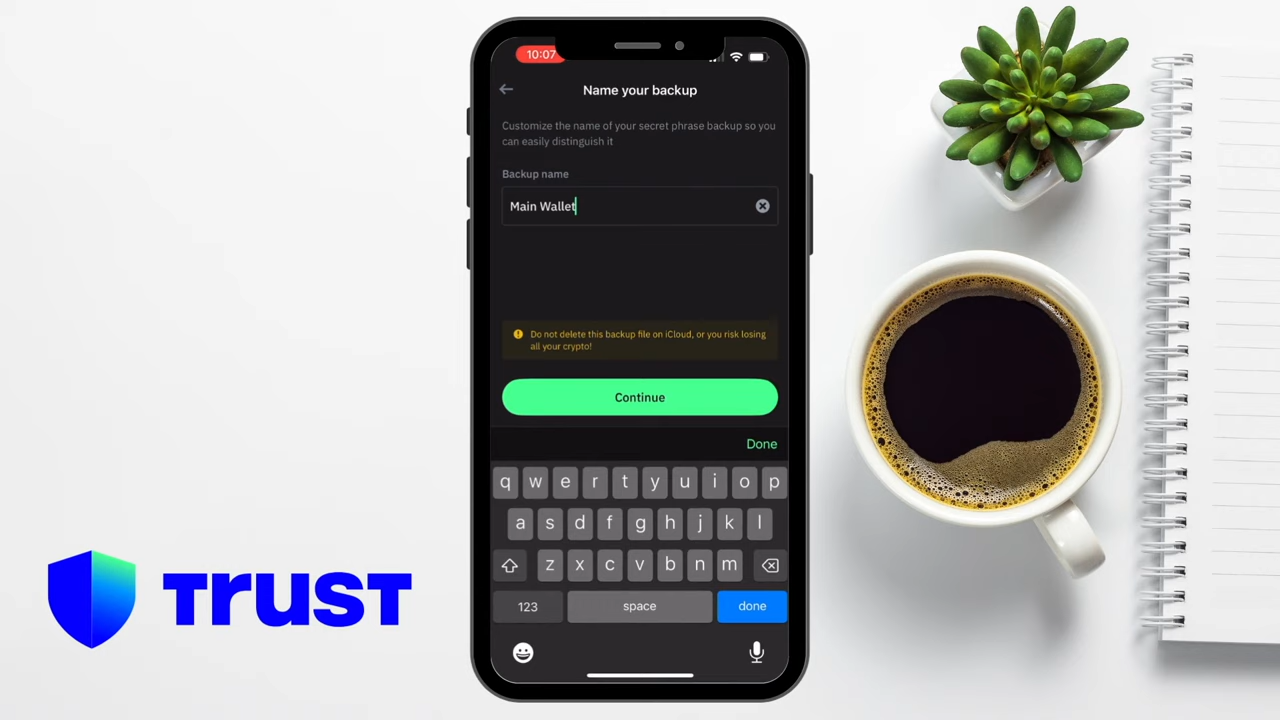 10:07
Name your backup
Customize the name of your secret phrase backup so you
can easily distinguish it
Backup name
Main Wallet
Do not delete this backup file on iCloud, or you risk losing
all your crypto!
Continue
Done
q w e r t y u i o p
a s d f g h j k l
z x c v b n m
123 space done
TRUST